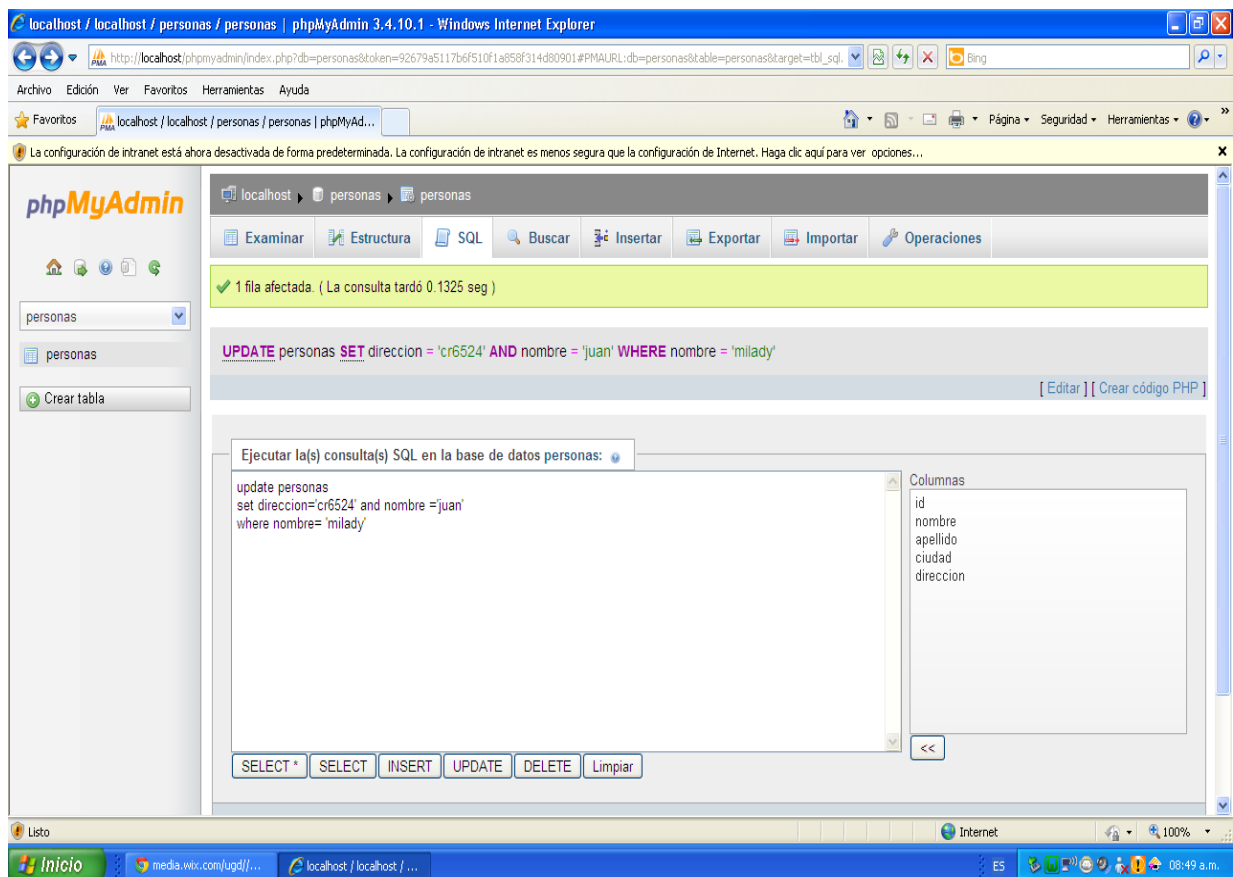 localhost / localhost / personas / personas | phpMyAdmin 3.4.10.1 - Windows Internet Explorer
http://localhost/phpmyadmin/index.php?db=personas&token=92679a5117b6f510f1a858f314d80901#PMAURL:db=personas&table=personas&target=tbl_sql.
Bing
Archivo Edición Ver Favoritos Herramientas Ayuda
Favoritos
localhost / localhost / personas / personas | phpMyAd...
Página Seguridad Herramientas
La configuración de intranet está ahora desactivada de forma predeterminada. La configuración de intranet es menos segura que la configuración de Internet. Haga clic aquí para ver opciones...
phpMyAdmin
localhost personas personas
Examinar Estructura SQL Buscar Insertar Exportar Importar Operaciones
personas
personas
Crear tabla
1 fila afectada. ( La consulta tardó 0.1325 seg )
UPDATE personas SET direccion = 'cr6524' AND nombre = 'juan' WHERE nombre = 'milady'
[ Editar ] [ Crear código PHP ]
Ejecutar la(s) consulta(s) SQL en la base de datos personas:
update personas
set direccion='cr6524' and nombre ='juan'
where nombre= 'milady'
Columnas
id
nombre
apellido
ciudad
direccion
<<
SELECT * SELECT INSERT UPDATE DELETE Limpiar
Listo
Internet
100%
Inicio
media.wix.com/ugd//...
localhost / localhost / ...
ES
08:49 a.m.